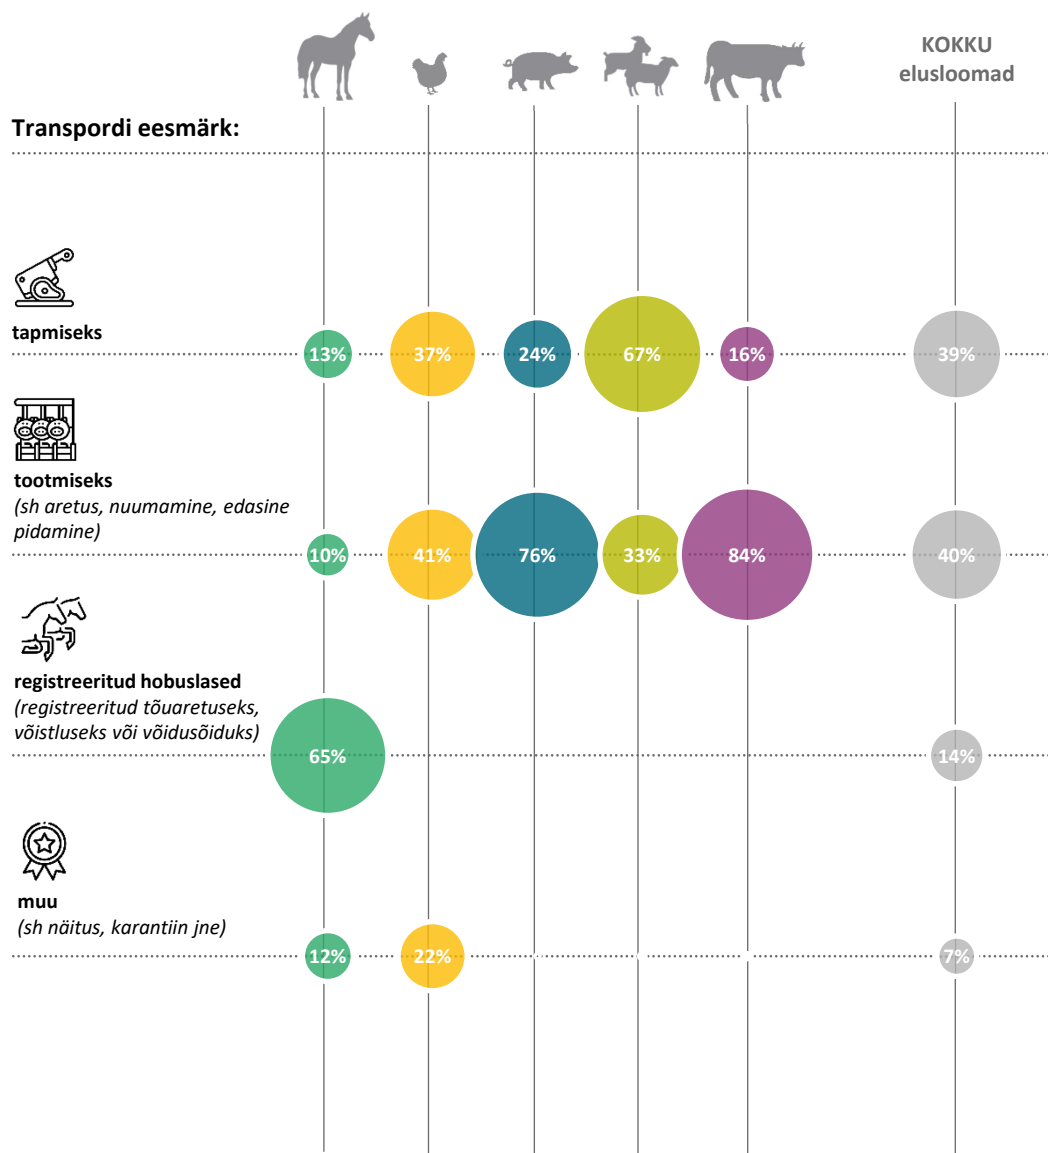 KOKKU
elusloomad
Transpordi eesmärk:
tapmiseks
13% 37% 24% 67% 16% 39%
tootmiseks
(sh aretus, nuumamine, edasine
pidamine)
10% 41% 76% 33% 84% 40%
registreeritud hobuslased
(registreeritud tõuaretuseks,
võistluseks või võidusõiduks)
65% 14%
muu
(sh näitus, karantiin jne)
12% 22% 7%